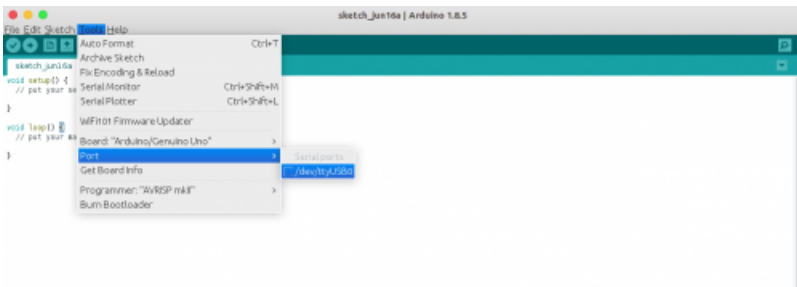 sketch_jun16a | Arduino 1.8.5
File Edit Sketch Tools Help
sketch_jun16a
Auto Format Ctrl+T
Archive Sketch
Fix Encoding & Reload
Serial Monitor Ctrl+Shift+M
Serial Plotter Ctrl+Shift+L
WiFi101 Firmware Updater
Board: "Arduino/Genuino Uno"
Port
Serial ports
/dev/ttyUSB0
Get Board Info
Programmer: "AVRISP mkII"
Burn Bootloader
void setup() {
// put your se
}
void loop() {
// put your ma
}